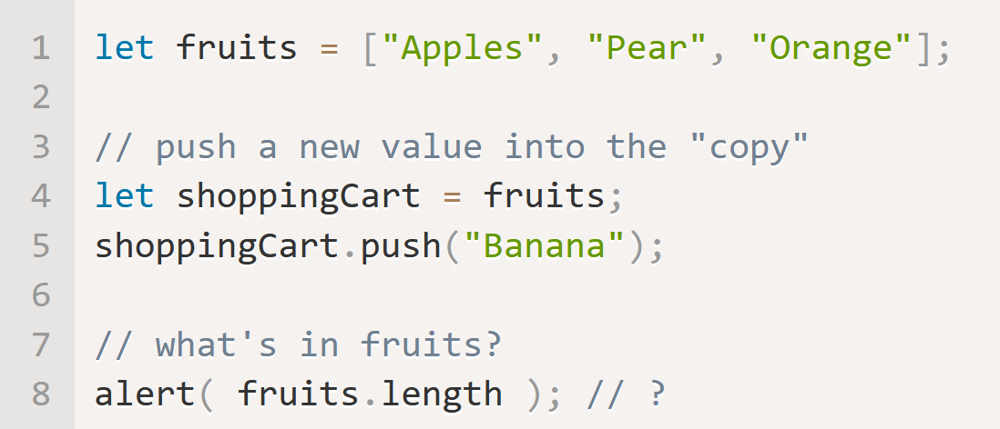 1 let fruits = ["Apples", "Pear", "Orange"];
2
3 // push a new value into the "copy"
4 let shoppingCart = fruits;
5 shoppingCart.push("Banana");
6
7 // what's in fruits?
8 alert( fruits.length ); // ?